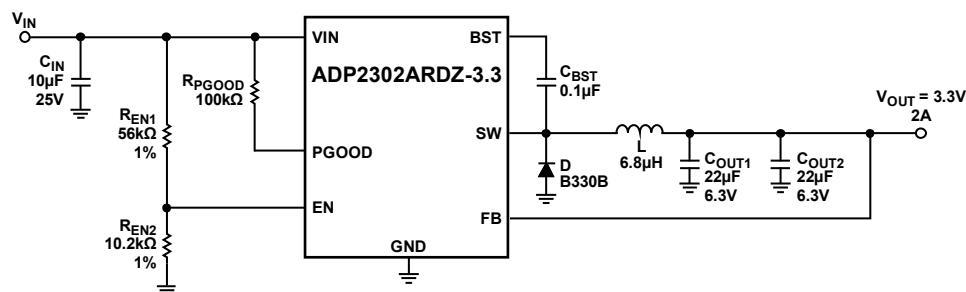 VIN
CIN
10µF
25V
REN1
56kΩ
1%
REN2
10.2kΩ
1%
RPGOOD
100kΩ
VIN
BST
ADP2302ARDZ-3.3
PGOOD
SW
EN
FB
GND
CBST
0.1µF
D
B330B
L
6.8µH
COUT1
22µF
6.3V
COUT2
22µF
6.3V
VOUT = 3.3V
2A